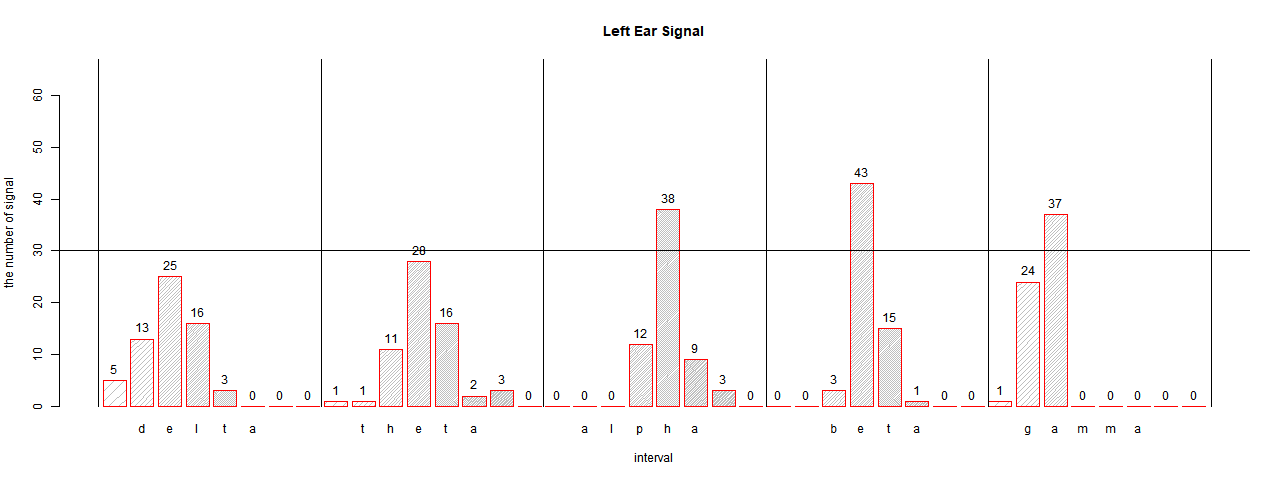 Left Ear Signal
the number of signal
60
50
40
30
20
10
0
5 13 25 16 3 0 0 0 1 1 11 28 16 2 3 0 0 0 0 12 38 9 3 0 0 0 3 43 15 1 0 0 1 24 37 0 0 0 0 0
d e l t a t h e t a a l p h a b e t a g a m m a
interval